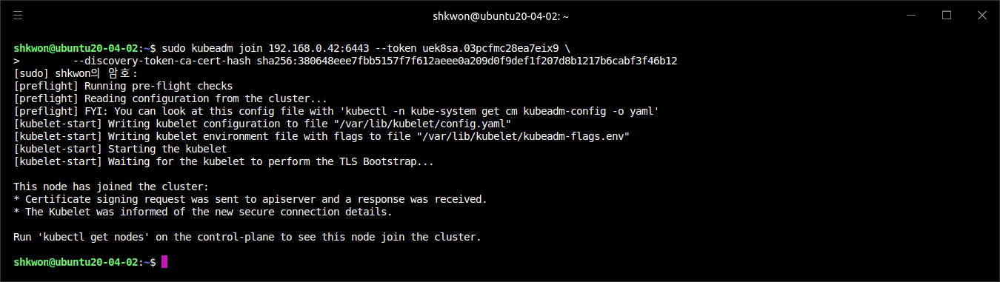 shkwon@ubuntu20-04-02: ~
shkwon@ubuntu20-04-02:~$ sudo kubeadm join 192.168.0.42:6443 --token uek8sa.03pcfmc28ea7eix9 \
>         --discovery-token-ca-cert-hash sha256:380648eee7fbb5157f7f612aeee0a209d0f9def1f207d8b1217b6cabf3f46b12
[sudo] shkwon의 암호:
[preflight] Running pre-flight checks
[preflight] Reading configuration from the cluster...
[preflight] FYI: You can look at this config file with 'kubectl -n kube-system get cm kubeadm-config -o yaml'
[kubelet-start] Writing kubelet configuration to file "/var/lib/kubelet/config.yaml"
[kubelet-start] Writing kubelet environment file with flags to file "/var/lib/kubelet/kubeadm-flags.env"
[kubelet-start] Starting the kubelet
[kubelet-start] Waiting for the kubelet to perform the TLS Bootstrap...
This node has joined the cluster:
* Certificate signing request was sent to apiserver and a response was received.
* The Kubelet was informed of the new secure connection details.
Run 'kubectl get nodes' on the control-plane to see this node join the cluster.
shkwon@ubuntu20-04-02:~$